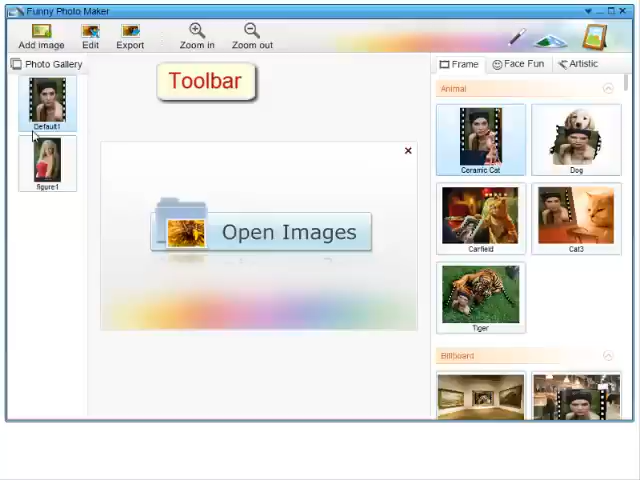 Funny Photo Maker
Add image
Edit
Export
Zoom in
Zoom out
Photo Gallery
Toolbar
Frame
Face Fun
Artistic
Default1
figure1
Open Images
Animal
Ceramic Cat
Dog
Carfield
Cat3
Tiger
Billboard